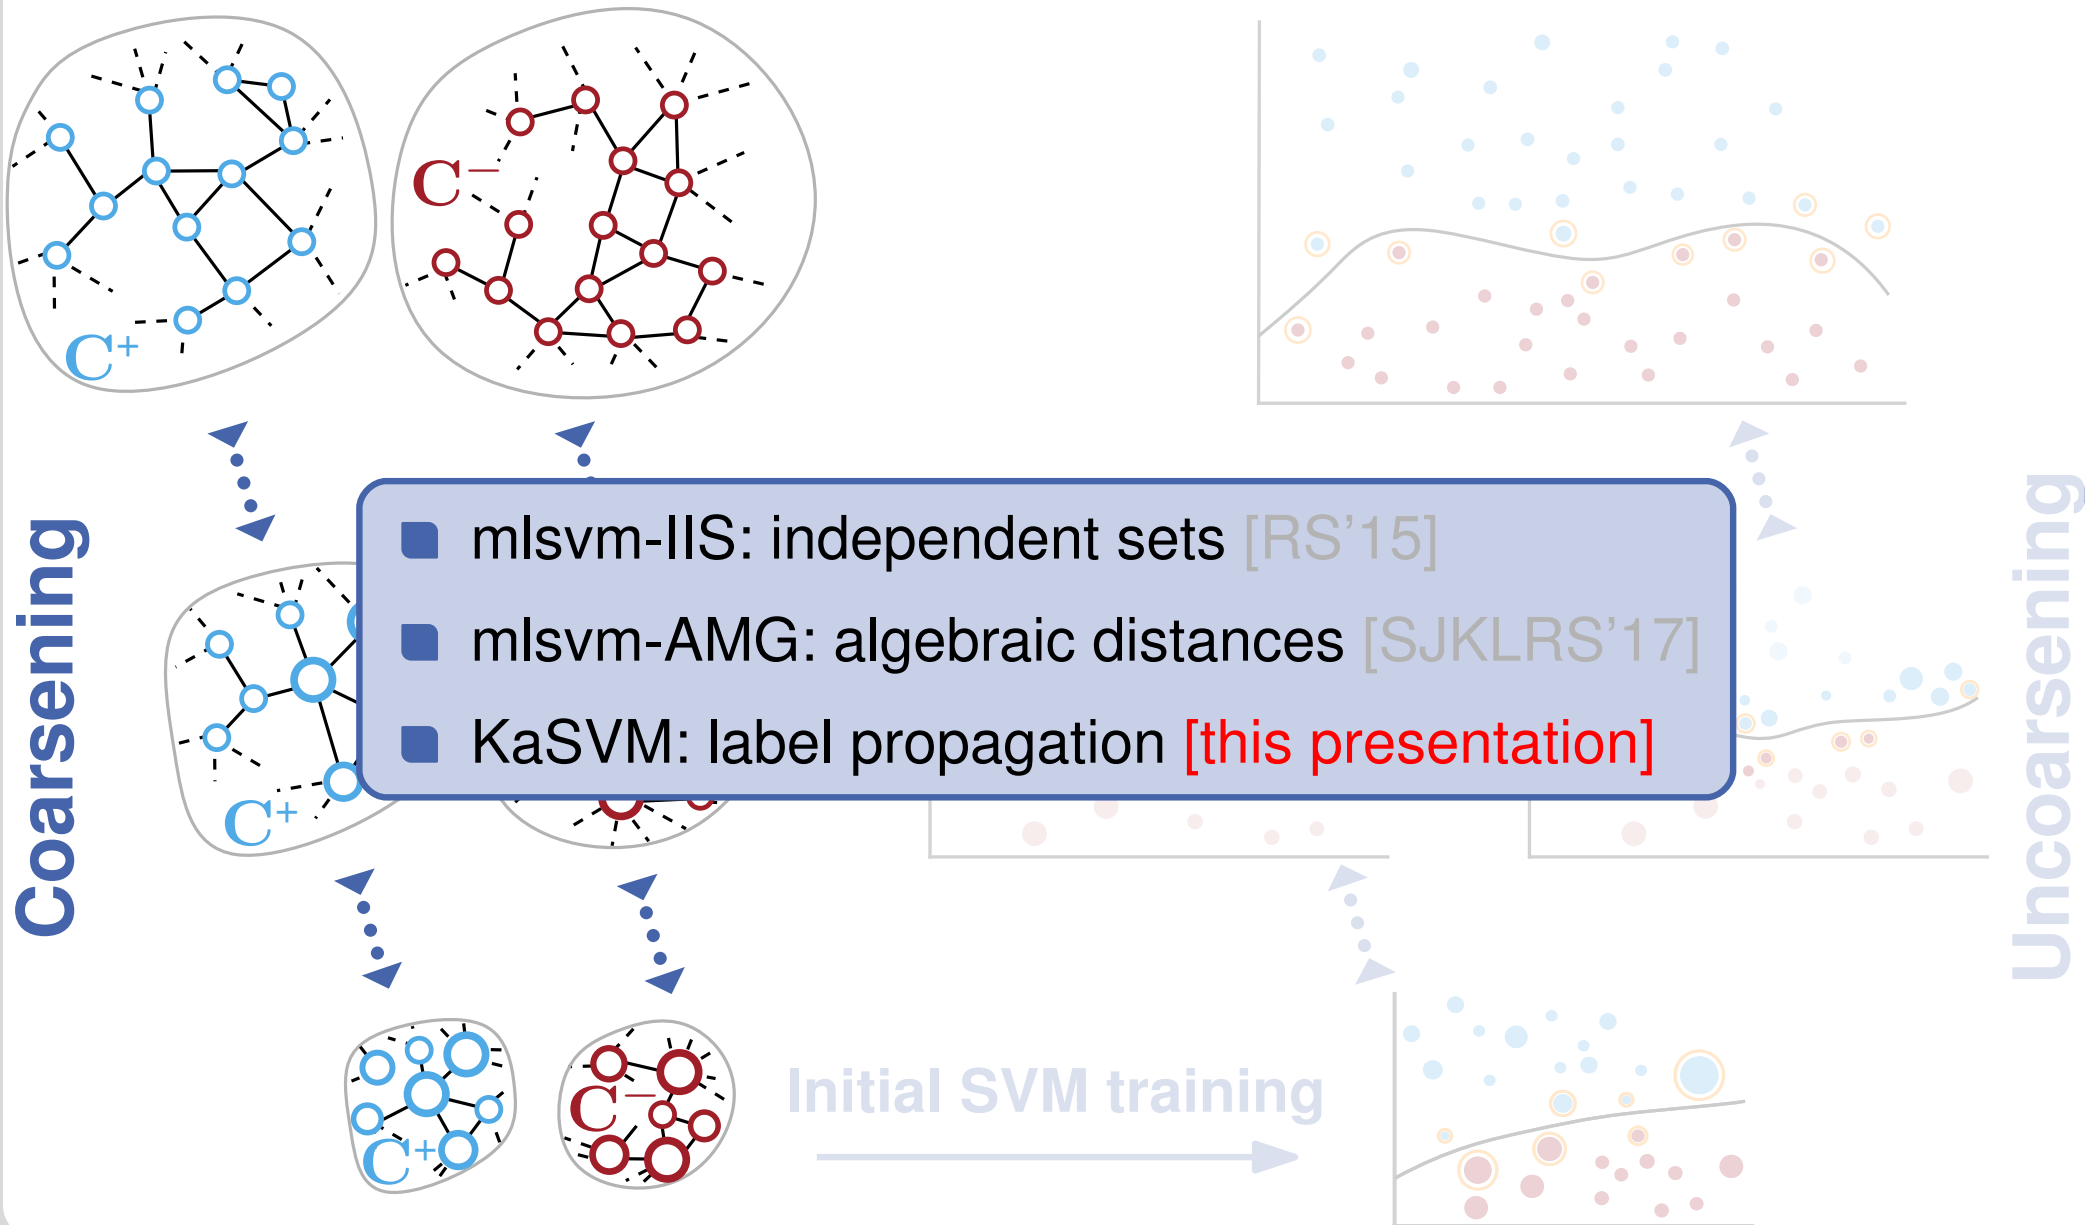 C⁺
C⁻
Coarsening
mlsvm-IIS: independent sets [RS'15]
mlsvm-AMG: algebraic distances [SJKLRS'17]
KaSVM: label propagation [this presentation]
Uncoarsening
C⁺
C⁺
C⁻
Initial SVM training